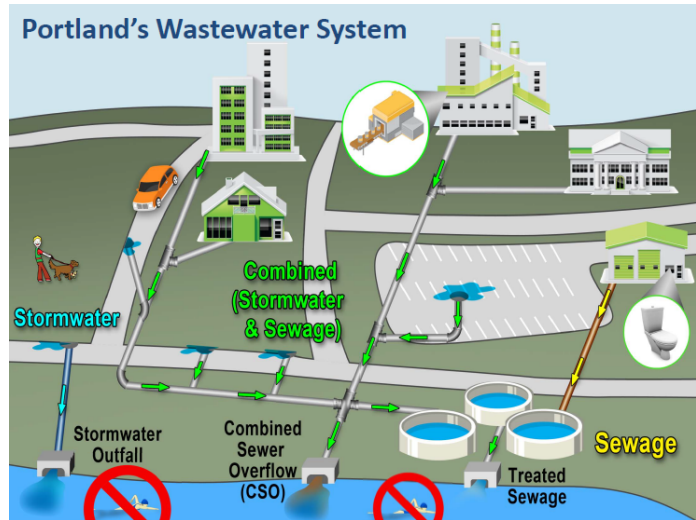 Portland's Wastewater System
Combined
(Stormwater
& Sewage)
Stormwater
Stormwater
Outfall
Combined
Sewer
Overflow
(CSO)
Sewage
Treated
Sewage